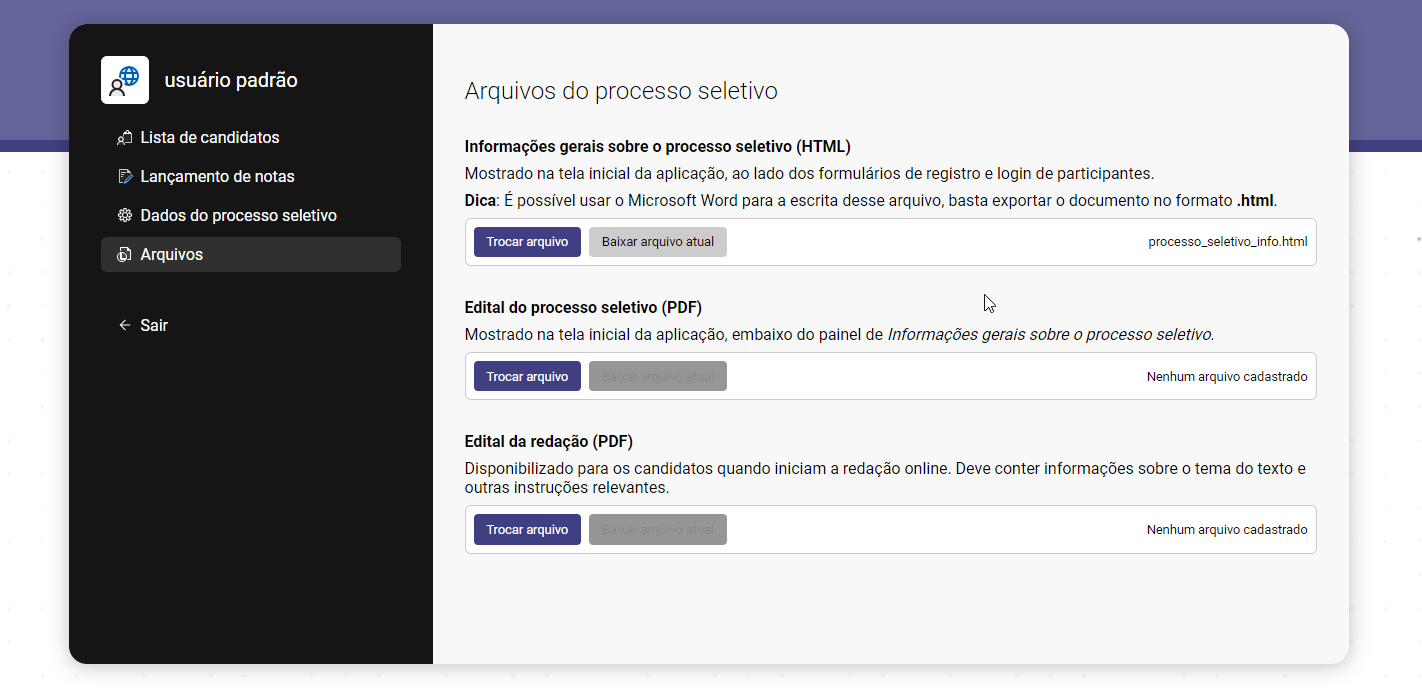 usuário padrão
Lista de candidatos
Lançamento de notas
Dados do processo seletivo
Arquivos
Sair
Arquivos do processo seletivo
Informações gerais sobre o processo seletivo (HTML)
Mostrado na tela inicial da aplicação, ao lado dos formulários de registro e login de participantes.
Dica: É possível usar o Microsoft Word para a escrita desse arquivo, basta exportar o documento no formato .html.
Trocar arquivo Baixar arquivo atual processo_seletivo_info.html
Edital do processo seletivo (PDF)
Mostrado na tela inicial da aplicação, embaixo do painel de Informações gerais sobre o processo seletivo.
Trocar arquivo Baixar arquivo atual Nenhum arquivo cadastrado
Edital da redação (PDF)
Disponibilizado para os candidatos quando iniciam a redação online. Deve conter informações sobre o tema do texto e
outras instruções relevantes.
Trocar arquivo Baixar arquivo atual Nenhum arquivo cadastrado